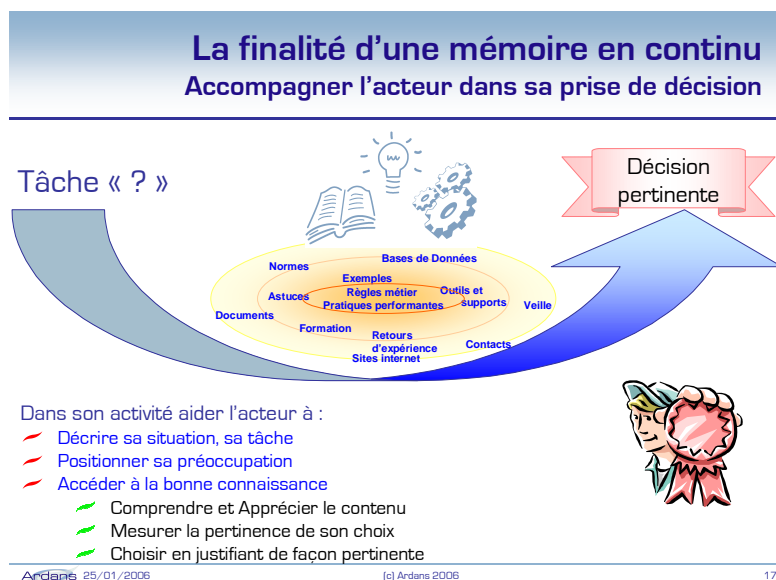 La finalité d'une mémoire en continu
Accompagner l'acteur dans sa prise de décision
Tâche « ? »
Décision
pertinente
Bases de Données
Normes
Exemples
Règles métier
Outils et
supports
Astuces
Pratiques performantes
Veille
Documents
Formation
Retours
d'expérience
Contacts
Sites internet
Dans son activité aider l'acteur à :
Décrire sa situation, sa tâche
Positionner sa préoccupation
Accéder à la bonne connaissance
Comprendre et Apprécier le contenu
Mesurer la pertinence de son choix
Choisir en justifiant de façon pertinente
Ardans 25/01/2006
(c) Ardans 2006
17